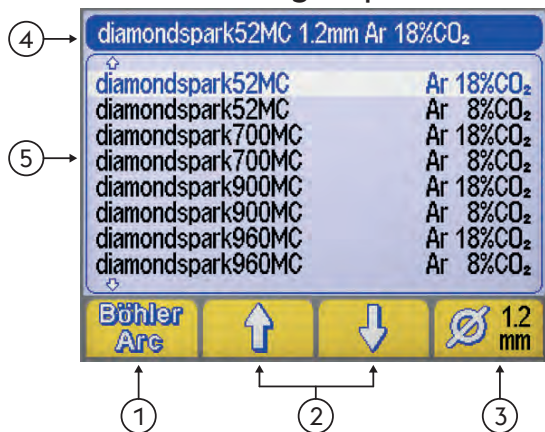 ④ diamondspark52MC 1.2mm Ar 18%CO₂
diamondspark52MC Ar 18%CO₂
diamondspark52MC Ar 8%CO₂
diamondspark700MC Ar 18%CO₂
⑤ diamondspark700MC Ar 8%CO₂
diamondspark900MC Ar 18%CO₂
diamondspark900MC Ar 8%CO₂
diamondspark960MC Ar 18%CO₂
diamondspark960MC Ar 8%CO₂
Böhler
Arc
1.2
mm
① ② ③